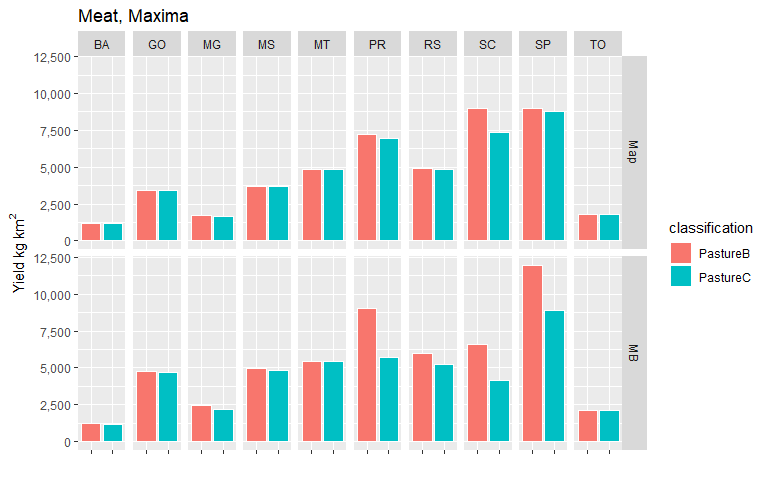 Meat, Maxima
BA GO MG MS MT PR RS SC SP TO
12,500
10,000
7,500
5,000
2,500
0
Map
12,500
10,000
7,500
5,000
2,500
0
MB
Yield kg km²
classification
PastureB
PastureC